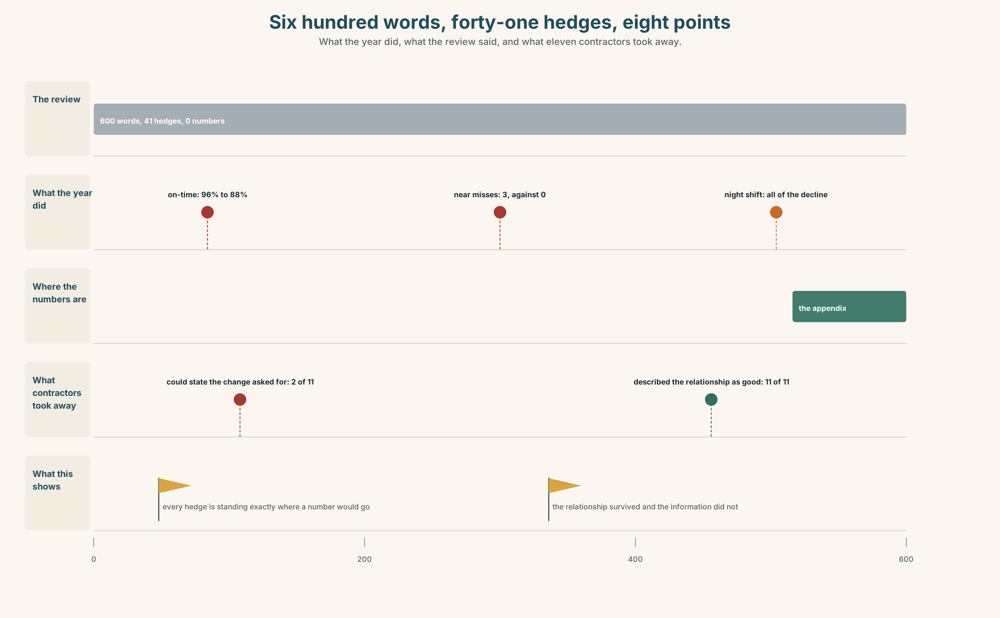 Six hundred words, forty-one hedges, eight points
What the year did, what the review said, and what eleven contractors took away.
The review
600 words, 41 hedges, 0 numbers
What the year
did
on-time: 96% to 88%
near misses: 3, against 0
night shift: all of the decline
Where the
numbers are
the appendix
What
contractors
took away
could state the change asked for: 2 of 11
described the relationship as good: 11 of 11
What this
shows
every hedge is standing exactly where a number would go
the relationship survived and the information did not
0
200
400
600